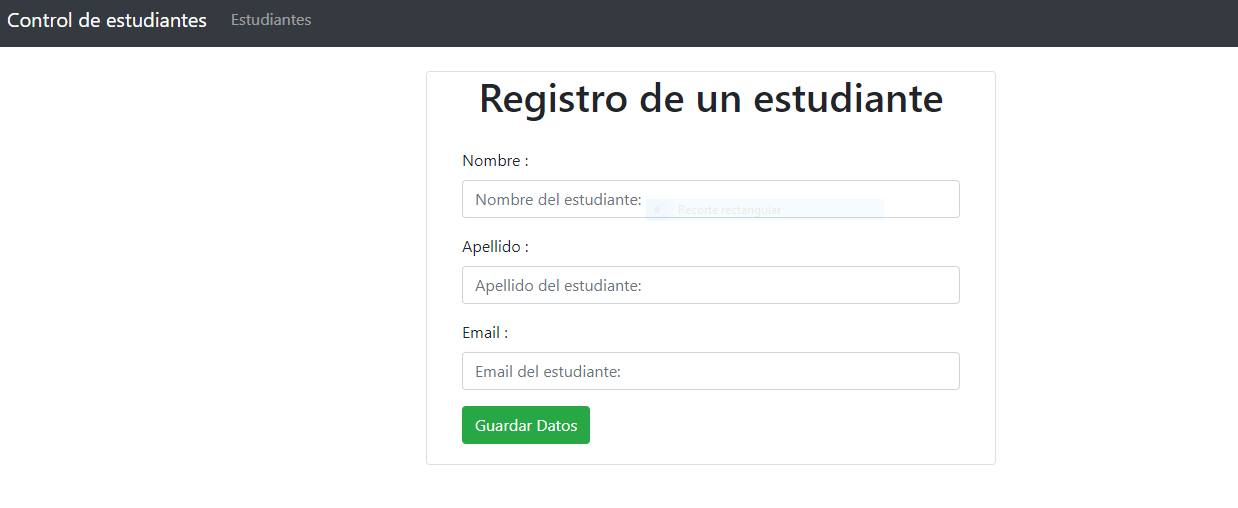 Control de estudiantes Estudiantes
Registro de un estudiante
Nombre :
Nombre del estudiante:
Recorte rectangular
Apellido :
Apellido del estudiante:
Email :
Email del estudiante:
Guardar Datos